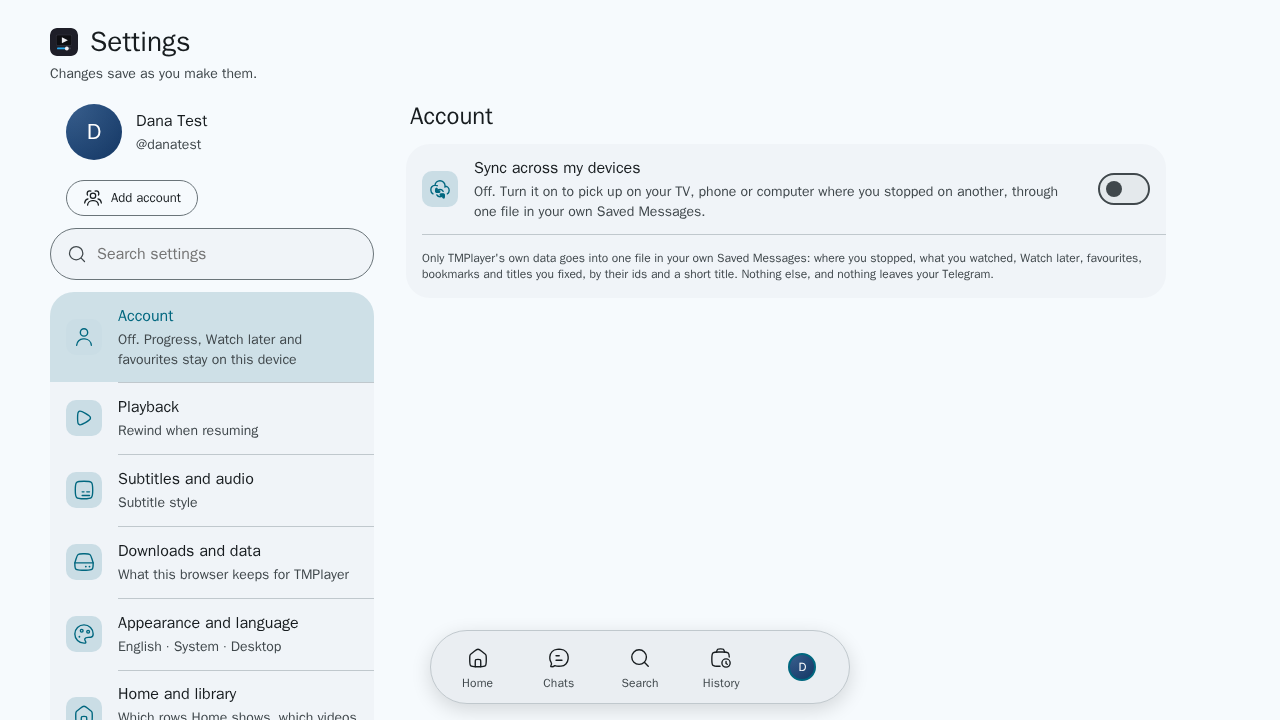 Settings
Changes save as you make them.
D
Dana Test
@danatest
Add account
Search settings
Account
Off. Progress, Watch later and
favourites stay on this device
Playback
Rewind when resuming
Subtitles and audio
Subtitle style
Downloads and data
What this browser keeps for TMPlayer
Appearance and language
English · System · Desktop
Home and library
Which rows Home shows, which videos
Account
Sync across my devices
Off. Turn it on to pick up on your TV, phone or computer where you stopped on another, through
one file in your own Saved Messages.
Only TMPlayer's own data goes into one file in your own Saved Messages: where you stopped, what you watched, Watch later, favourites,
bookmarks and titles you fixed, by their ids and a short title. Nothing else, and nothing leaves your Telegram.
Home
Chats
Search
History
D